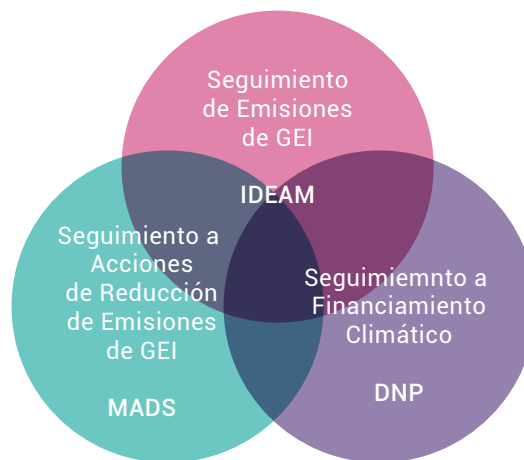 Seguimiento
de Emisiones
de GEI
IDEAM
Seguimiento a
Acciones
de Reducción
de Emisiones
de GEI
MADS
Seguimiemnto a
Financiamiento
Climático
DNP